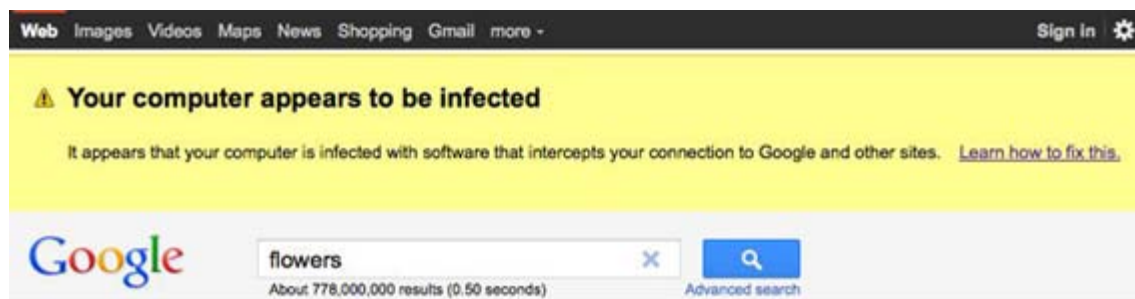 Web Images Videos Maps News Shopping Gmail more - Sign in
Your computer appears to be infected
It appears that your computer is infected with software that intercepts your connection to Google and other sites. Learn how to fix this.
Google flowers
About 778,000,000 results (0.50 seconds) Advanced search